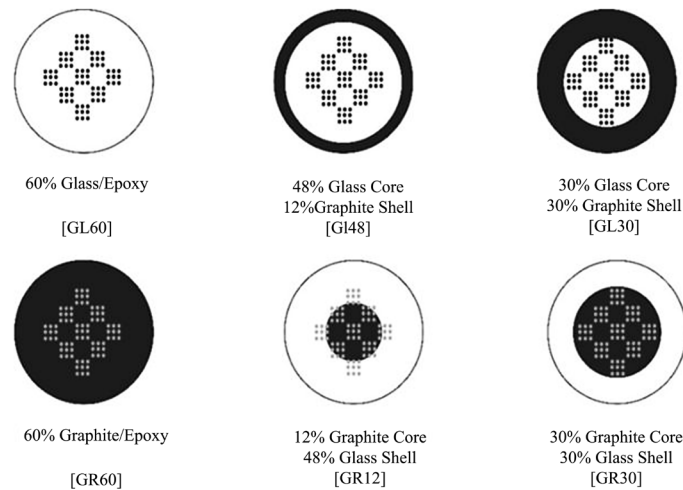 60% Glass/Epoxy
[GL60]
48% Glass Core
12%Graphite Shell
[Gl48]
30% Glass Core
30% Graphite Shell
[GL30]
60% Graphite/Epoxy
[GR60]
12% Graphite Core
48% Glass Shell
[GR12]
30% Graphite Core
30% Glass Shell
[GR30]